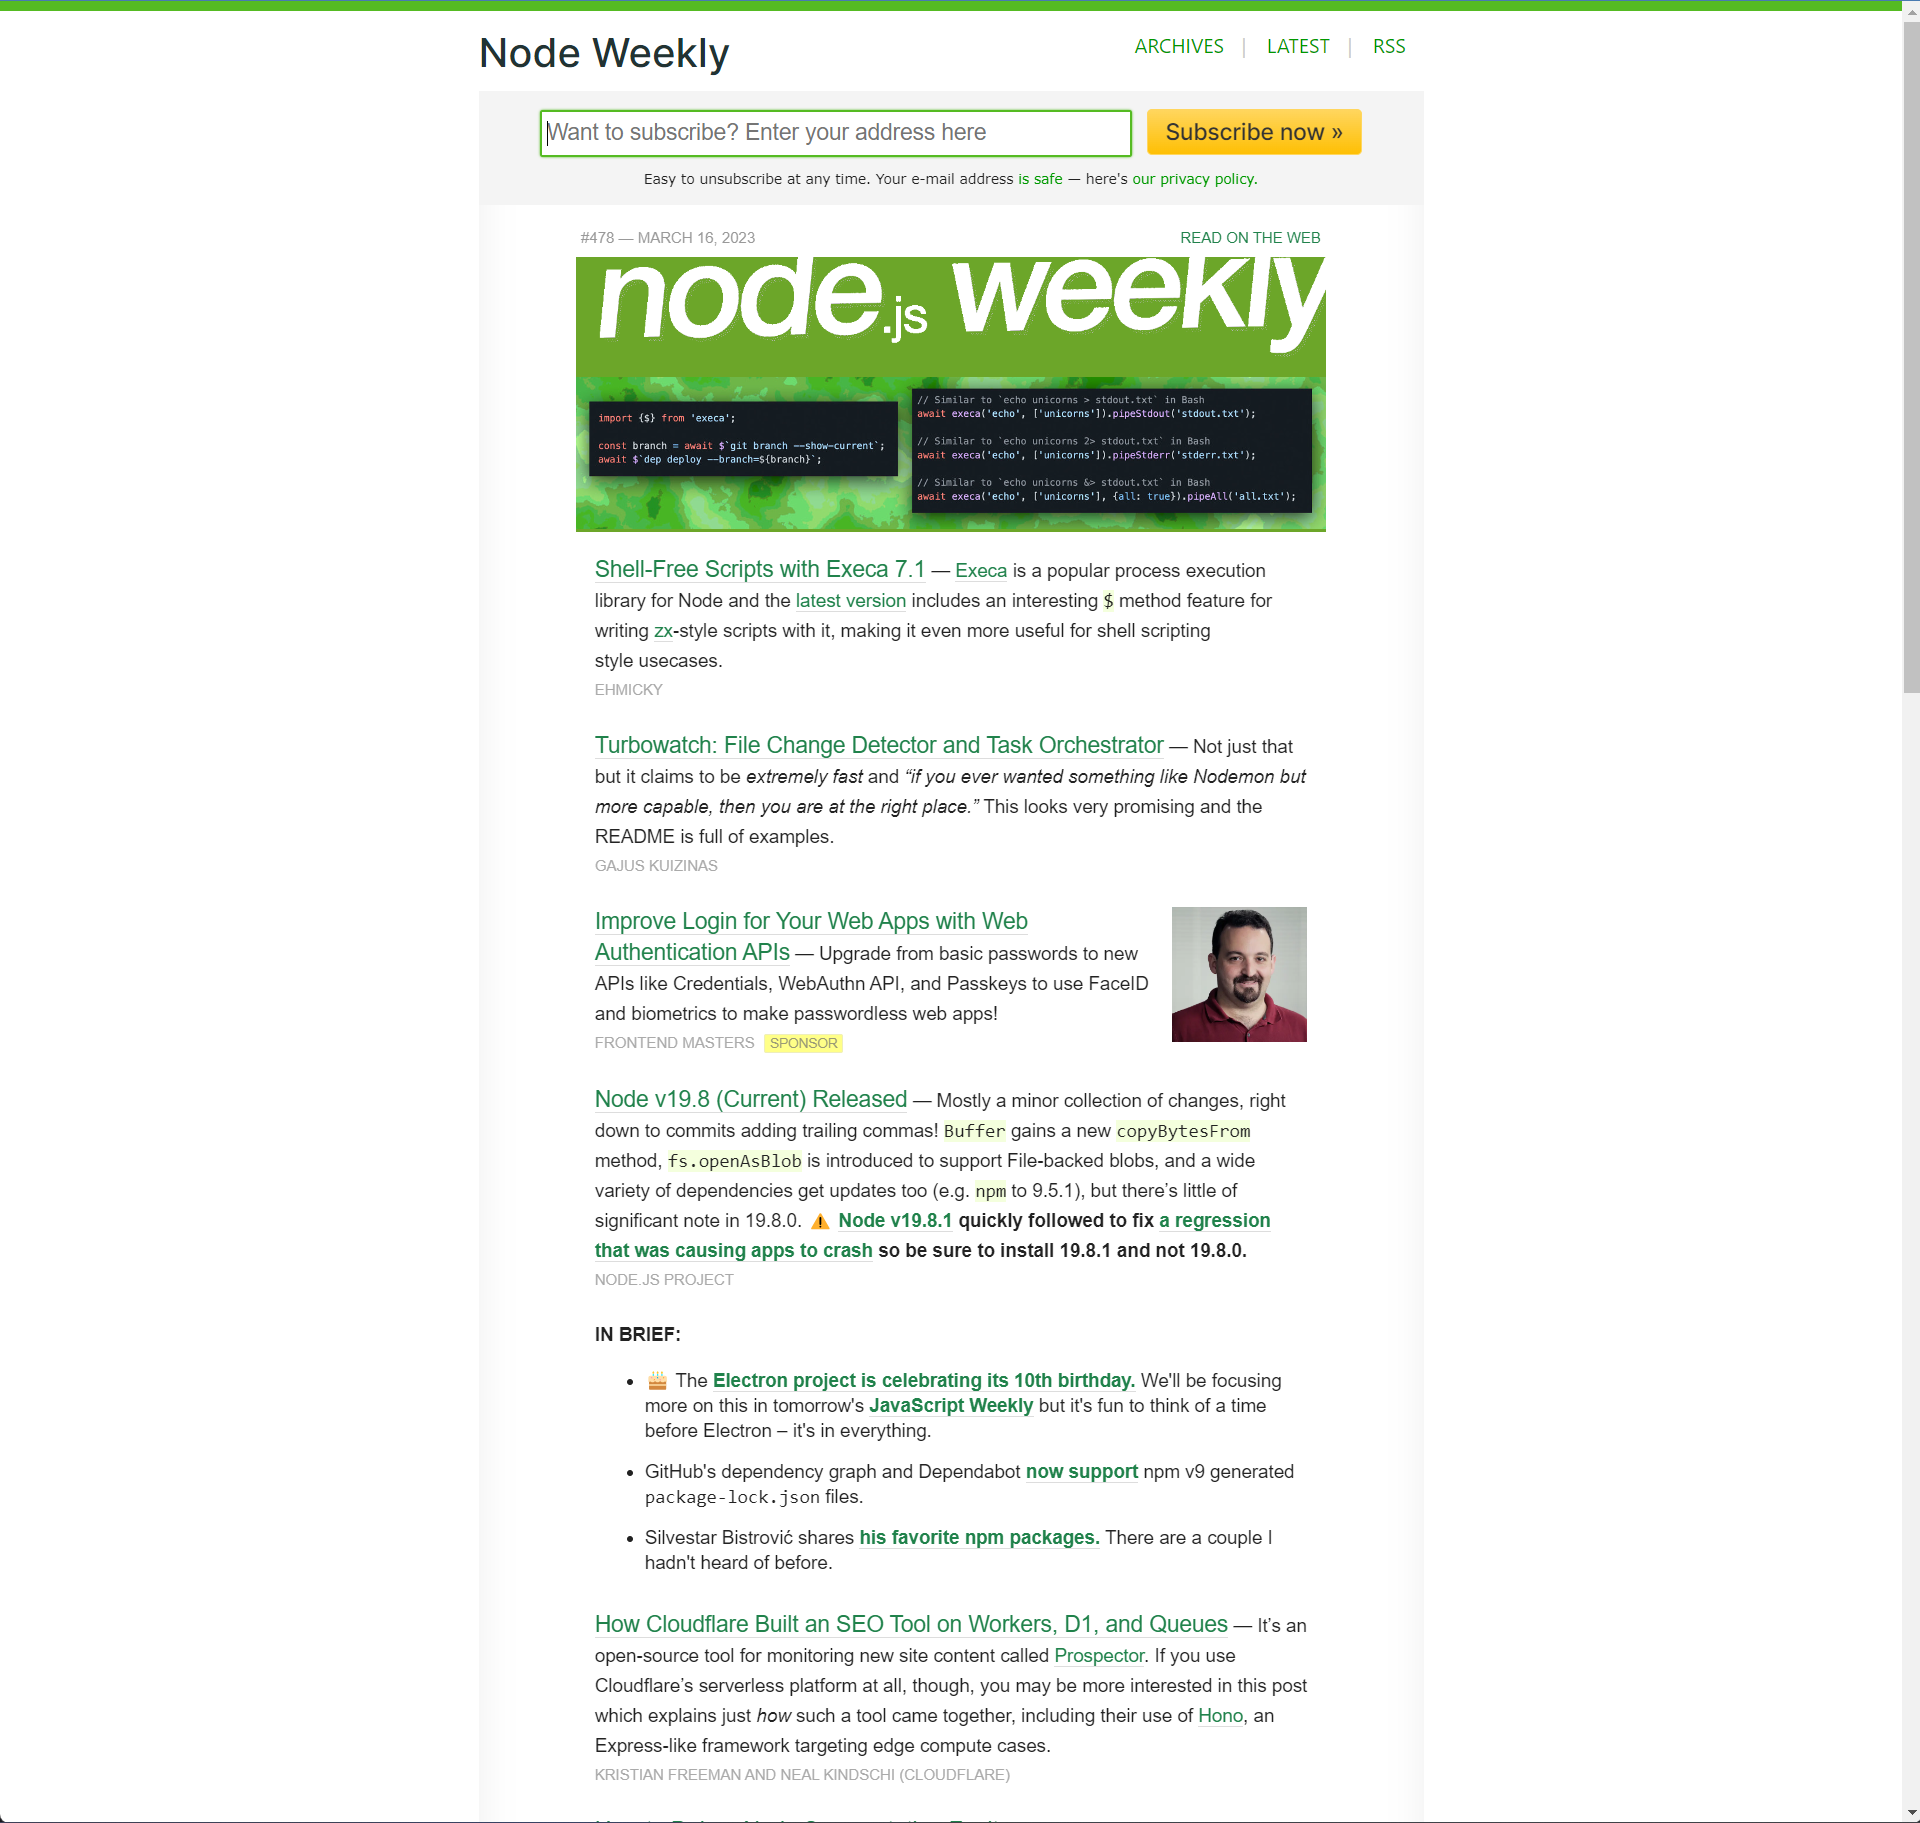 Node Weekly
ARCHIVES | LATEST | RSS
Want to subscribe? Enter your address here
Subscribe now »
Easy to unsubscribe at any time. Your e-mail address is safe — here's our privacy policy.
#478 — MARCH 16, 2023
READ ON THE WEB
node.js weekly
import {$} from 'execa';
const branch = await $`git branch --show-current`;
await $`dep deploy --branch=${branch}`;
// Similar to `echo unicorns > stdout.txt` in Bash
await execa('echo', ['unicorns']).pipeStdout('stdout.txt');
// Similar to `echo unicorns 2> stdout.txt` in Bash
await execa('echo', ['unicorns']).pipeStderr('stderr.txt');
// Similar to `echo unicorns &> stdout.txt` in Bash
await execa('echo', ['unicorns'], {all: true}).pipeAll('all.txt');
Shell-Free Scripts with Execa 7.1 — Execa is a popular process execution
library for Node and the latest version includes an interesting $ method feature for
writing zx-style scripts with it, making it even more useful for shell scripting
style usecases.
EHMICKY
Turbowatch: File Change Detector and Task Orchestrator — Not just that
but it claims to be extremely fast and “if you ever wanted something like Nodemon but
more capable, then you are at the right place.” This looks very promising and the
README is full of examples.
GAJUS KUIZINAS
Improve Login for Your Web Apps with Web
Authentication APIs — Upgrade from basic passwords to new
APIs like Credentials, WebAuthn API, and Passkeys to use FaceID
and biometrics to make passwordless web apps!
FRONTEND MASTERS SPONSOR
Node v19.8 (Current) Released — Mostly a minor collection of changes, right
down to commits adding trailing commas! Buffer gains a new copyBytesFrom
method, fs.openAsBlob is introduced to support File-backed blobs, and a wide
variety of dependencies get updates too (e.g. npm to 9.5.1), but there’s little of
significant note in 19.8.0. ⚠️ Node v19.8.1 quickly followed to fix a regression
that was causing apps to crash so be sure to install 19.8.1 and not 19.8.0.
NODE.JS PROJECT
IN BRIEF:
• 🎂 The Electron project is celebrating its 10th birthday. We'll be focusing
more on this in tomorrow's JavaScript Weekly but it's fun to think of a time
before Electron – it's in everything.
• GitHub's dependency graph and Dependabot now support npm v9 generated
package-lock.json files.
• Silvestar Bistrović shares his favorite npm packages. There are a couple I
hadn't heard of before.
How Cloudflare Built an SEO Tool on Workers, D1, and Queues — It’s an
open-source tool for monitoring new site content called Prospector. If you use
Cloudflare’s serverless platform at all, though, you may be more interested in this post
which explains just how such a tool came together, including their use of Hono, an
Express-like framework targeting edge compute cases.
KRISTIAN FREEMAN AND NEAL KINDSCHI (CLOUDFLARE)